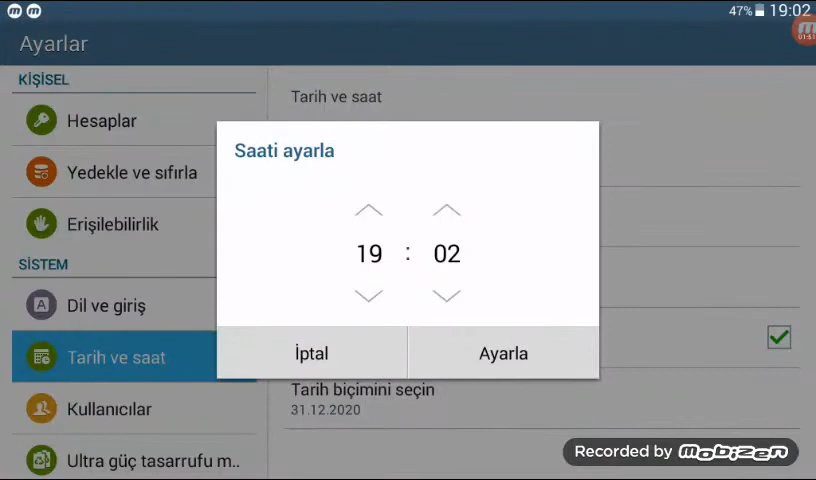 47% 19:02
Ayarlar
01:51
KİŞİSEL
Hesaplar
Yedekle ve sıfırla
Erişilebilirlik
SİSTEM
Dil ve giriş
Tarih ve saat
Kullanıcılar
Ultra güç tasarrufu m..
Tarih ve saat
Saati ayarla
19 : 02
İptal
Ayarla
Tarih biçimini seçin
31.12.2020
Recorded by mobizen